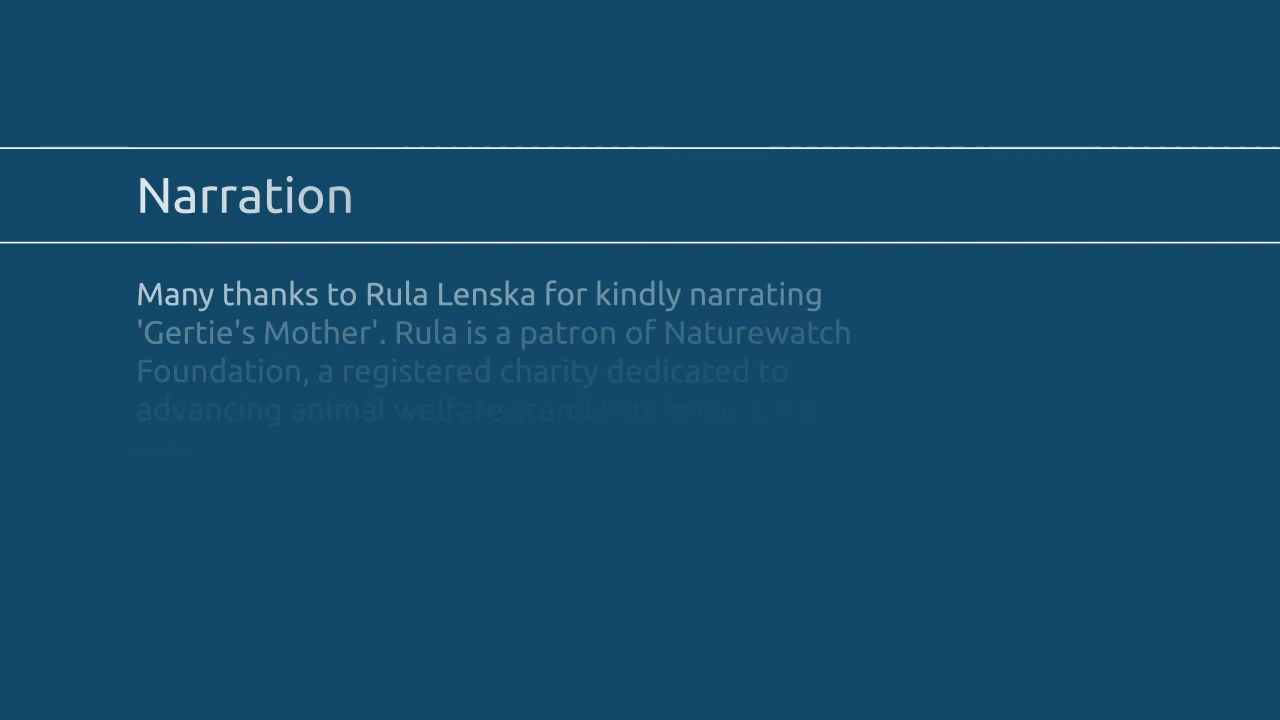 Narration
Many thanks to Rula Lenska for kindly narrating
'Gertie's Mother'. Rula is a patron of Naturewatch
Foundation, a registered charity dedicated to
advancing animal welfare standards